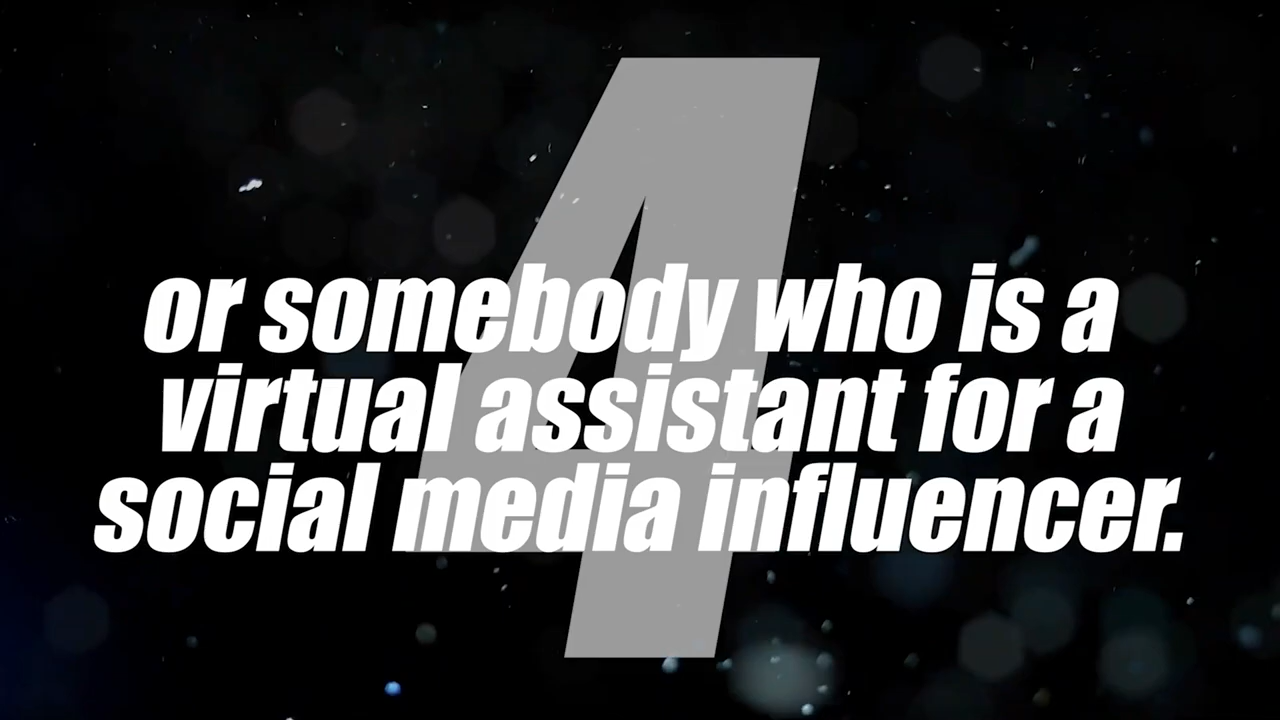 4
or somebody who is a
virtual assistant for a
social media influencer.